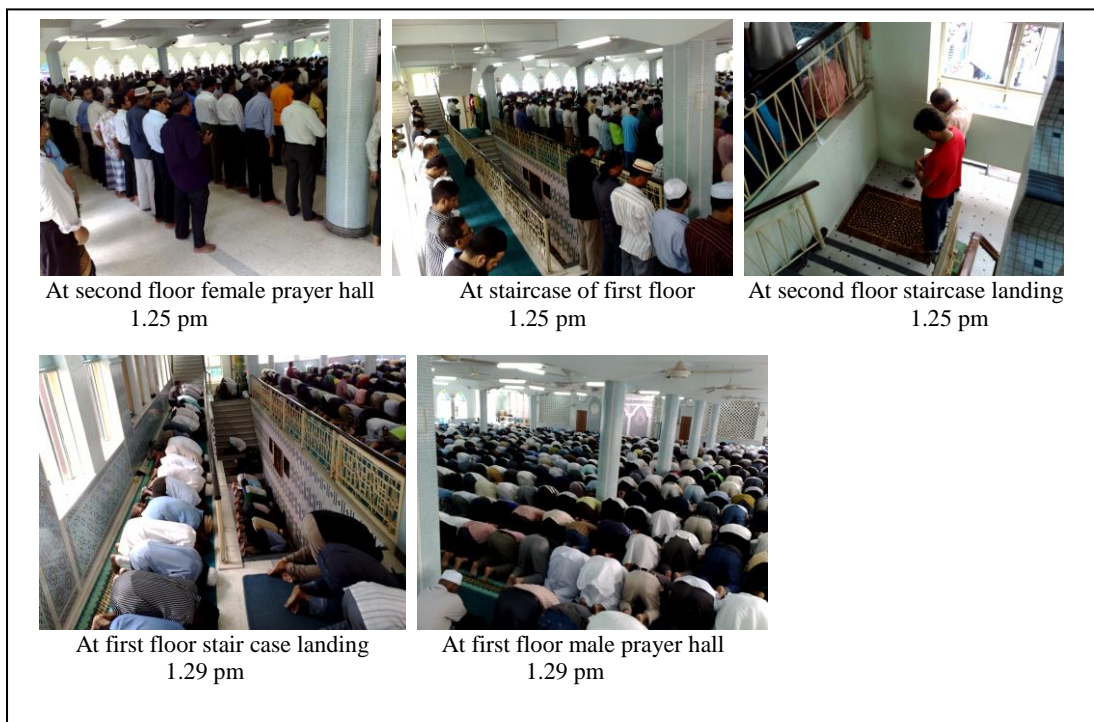 At second floor female prayer hall
1.25 pm
At staircase of first floor
1.25 pm
At second floor staircase landing
1.25 pm
At first floor stair case landing
1.29 pm
At first floor male prayer hall
1.29 pm